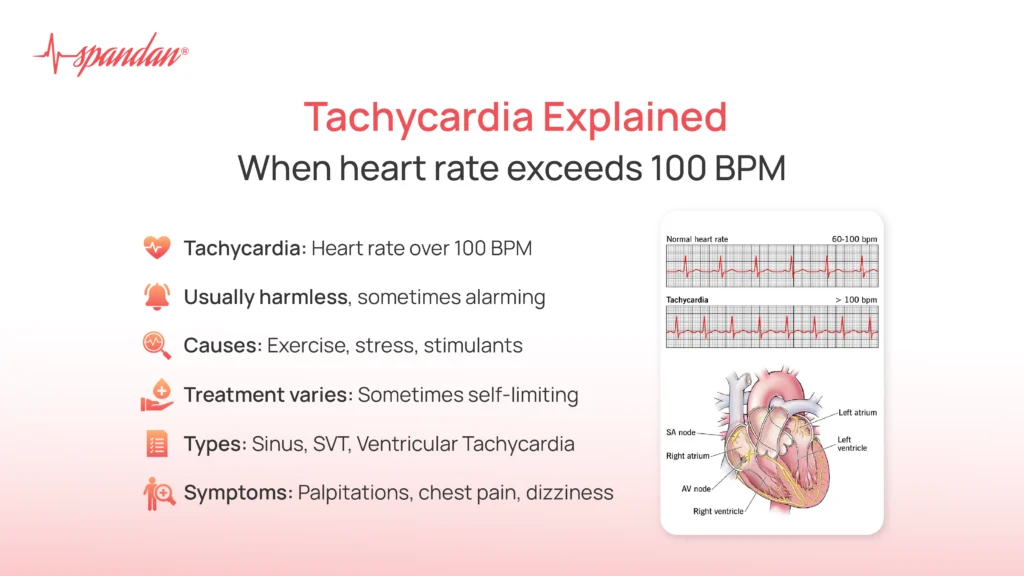 spandan®
Tachycardia Explained
When heart rate exceeds 100 BPM
Tachycardia: Heart rate over 100 BPM
Usually harmless, sometimes alarming
Causes: Exercise, stress, stimulants
Treatment varies: Sometimes self-limiting
Types: Sinus, SVT, Ventricular Tachycardia
Symptoms: Palpitations, chest pain, dizziness
Normal heart rate 60-100 bpm
Tachycardia > 100 bpm
Left atrium
SA node
Left
ventricle
Right atrium
AV node
Right ventricle